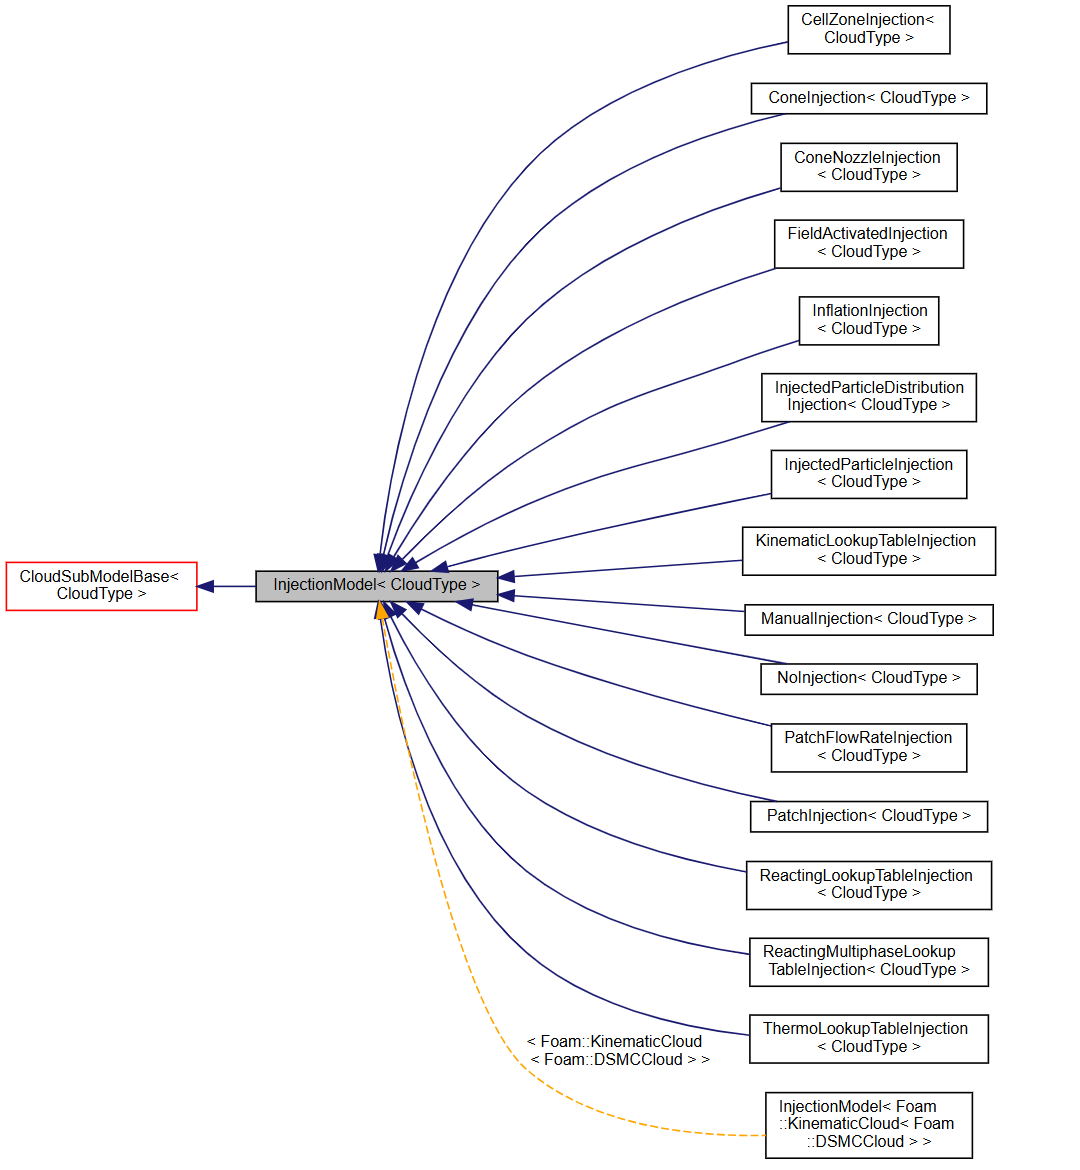 CellZoneInjection<
CloudType >
ConeInjection< CloudType >
ConeNozzleInjection
< CloudType >
FieldActivatedInjection
< CloudType >
InflationInjection
< CloudType >
InjectedParticleDistribution
Injection< CloudType >
InjectedParticleInjection
< CloudType >
KinematicLookupTableInjection
< CloudType >
CloudSubModelBase<
CloudType >
InjectionModel< CloudType >
ManualInjection< CloudType >
NoInjection< CloudType >
PatchFlowRateInjection
< CloudType >
PatchInjection< CloudType >
ReactingLookupTableInjection
< CloudType >
ReactingMultiphaseLookup
TableInjection< CloudType >
ThermoLookupTableInjection
< CloudType >
< Foam::KinematicCloud
< Foam::DSMCCloud > >
InjectionModel< Foam
::KinematicCloud< Foam
::DSMCCloud > >